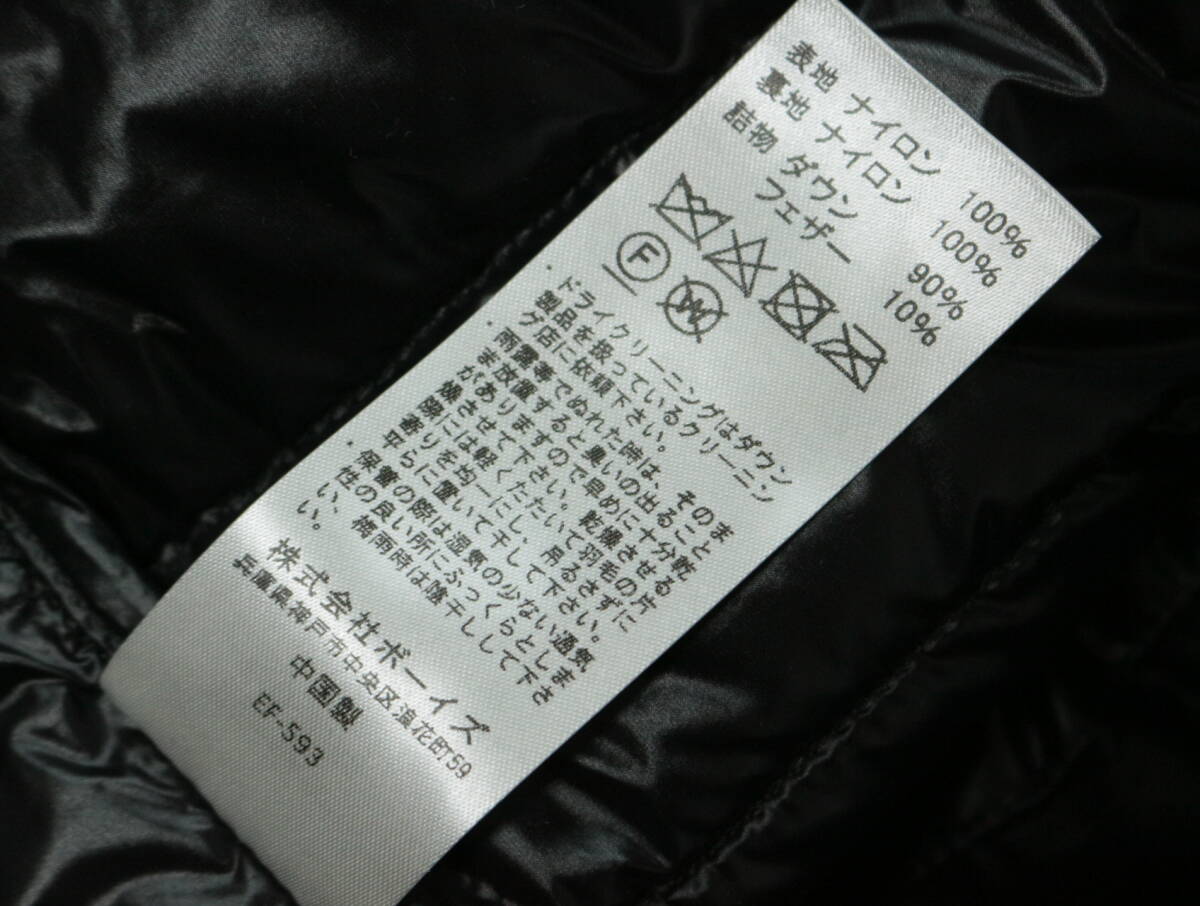 表地 ナイロン 100%
裏地 ナイロン 100%
詰物 ダウン 90%
フェザー 10%
F
W
・ドライクリーニングはダウン
製品を扱っているクリーニン
グ店に依頼下さい。
・雨雪等でぬれた時は、そのま
ま放置すると臭いの出ること
がありますので早めに十分乾
燥させて下さい。乾燥させる
際には軽くたたいて羽毛の片
寄りを均一にし、吊るさずに
平らに置いて干して下さい。
・保管の際は湿気の少ない通気
性の良い所にふっくらとしま
い、梅雨時は陰干しして下さ
い。
株式会社ボーイズ
兵庫県神戸市中央区浪花町59
中国製
EF-S93